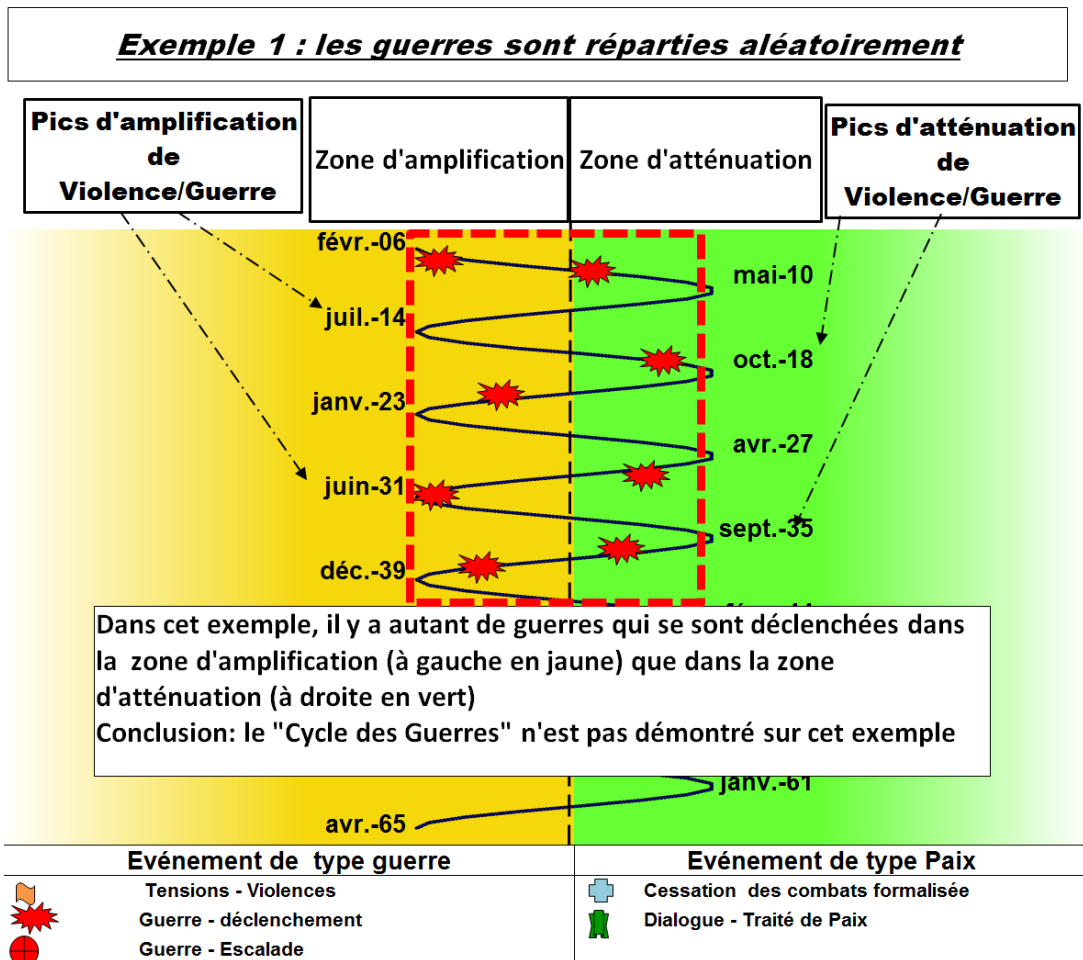 Exemple 1 : les guerres sont réparties aléatoirement
Pics d'amplification
de
Violence/Guerre
Zone d'amplification
Zone d'atténuation
Pics d'atténuation
de
Violence/Guerre
févr.-06
mai-10
juil.-14
oct.-18
janv.-23
avr.-27
juin-31
sept.-35
déc.-39
Dans cet exemple, il y a autant de guerres qui se sont déclenchées dans
la zone d'amplification (à gauche en jaune) que dans la zone
d'atténuation (à droite en vert)
Conclusion: le "Cycle des Guerres" n'est pas démontré sur cet exemple
janv.-61
avr.-65
Evénement de type guerre
Evénement de type Paix
Tensions - Violences
Cessation des combats formalisée
Guerre - déclenchement
Dialogue - Traité de Paix
Guerre - Escalade